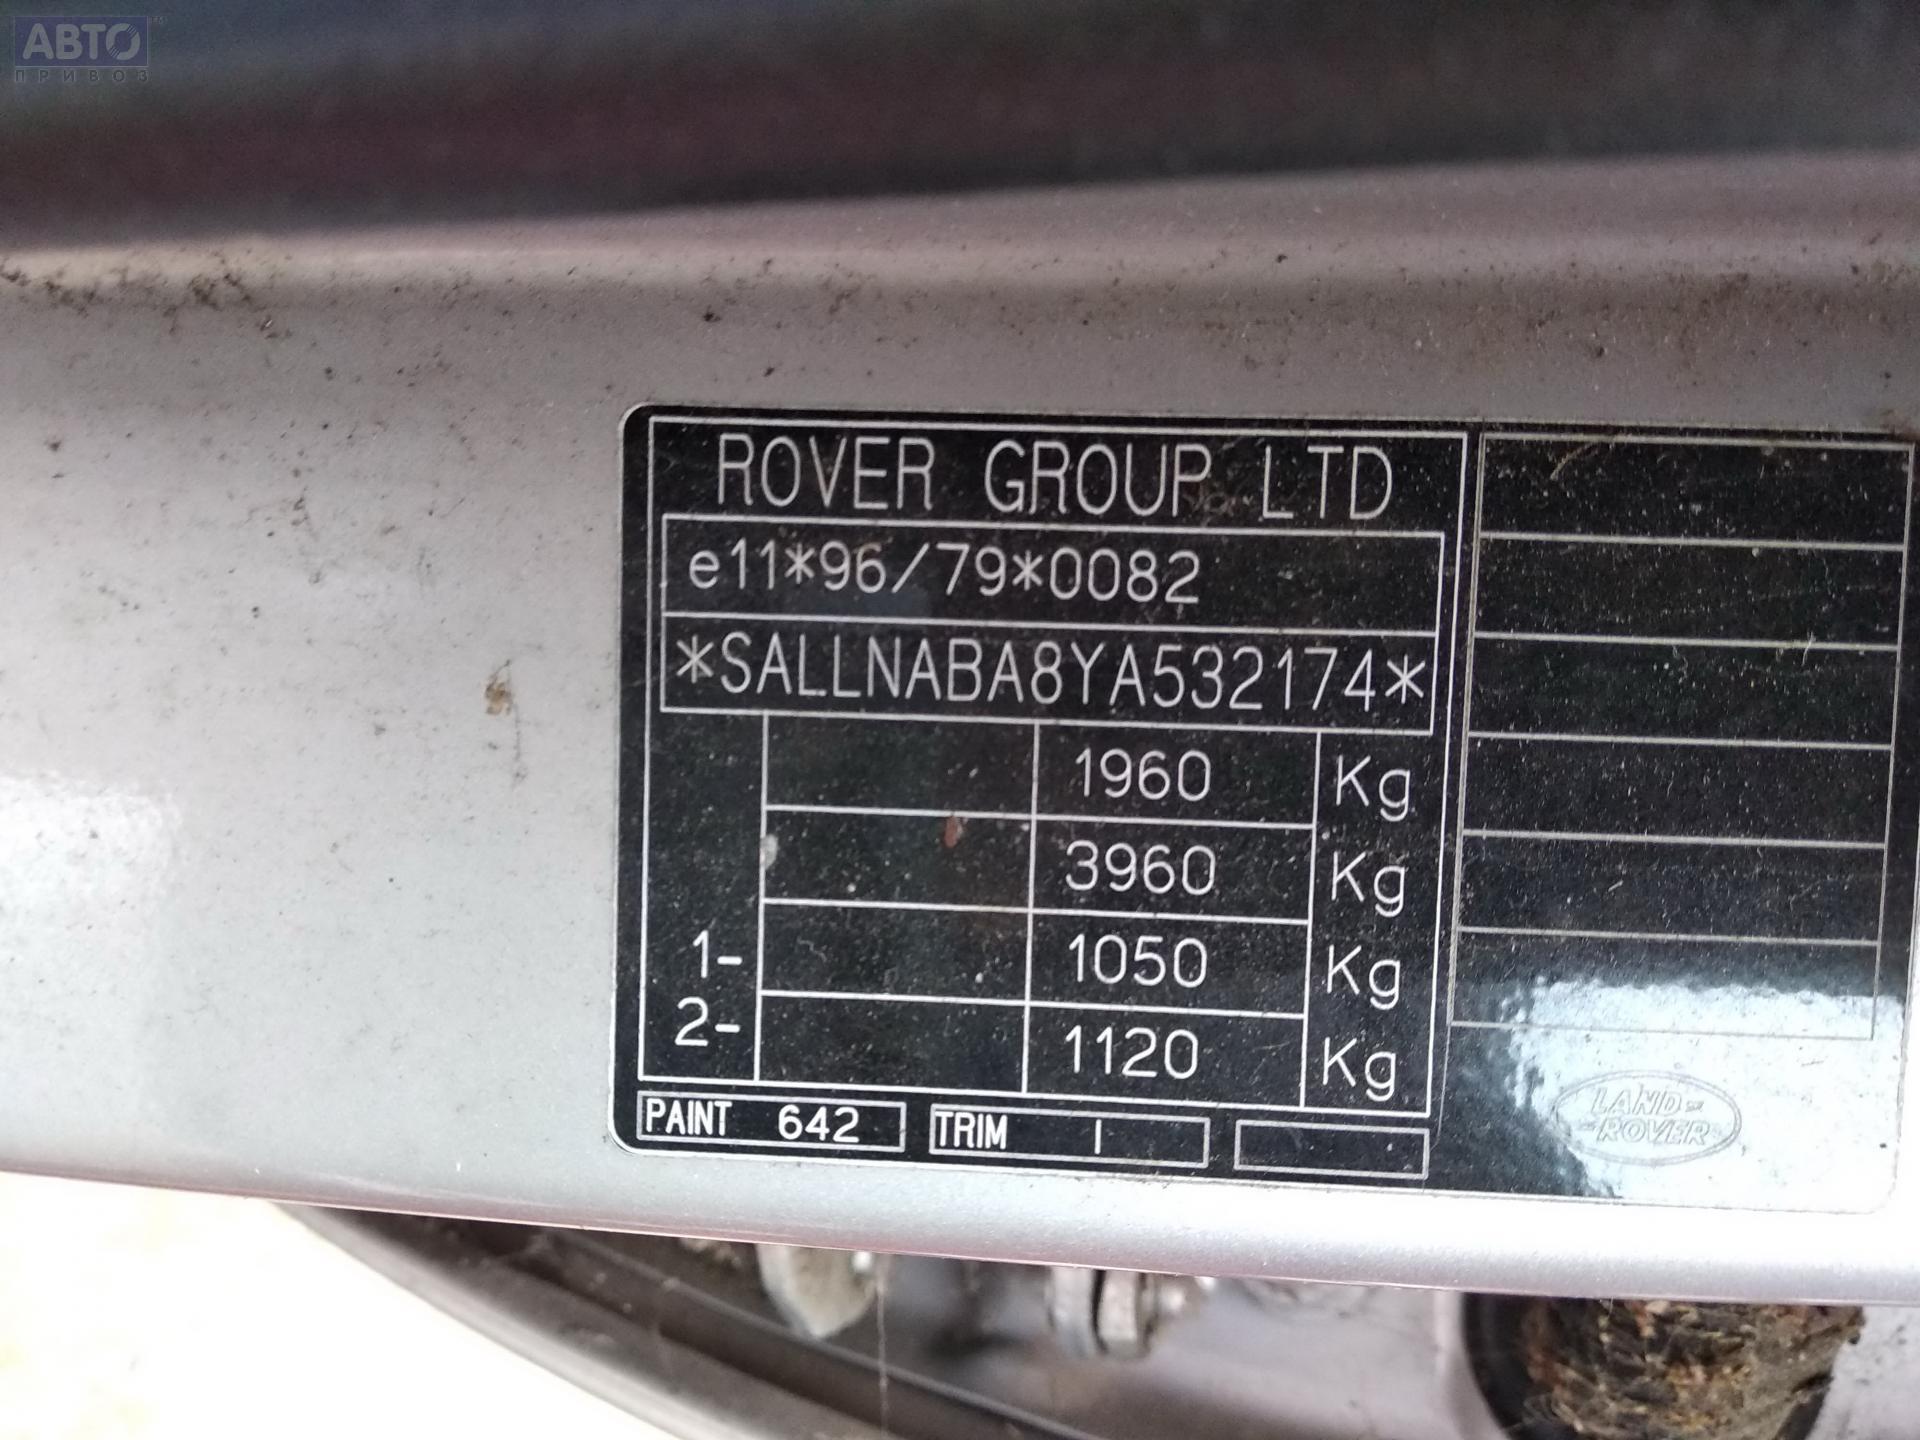 АВТО™
ПРИВОЗ
ROVER GROUP LTD
e11*96/79*0082
*SALLNABA8YA532174*
1960 Kg
3960 Kg
1- 1050 Kg
2- 1120 Kg
PAINT 642 TRIM I
LAND-
-ROVER